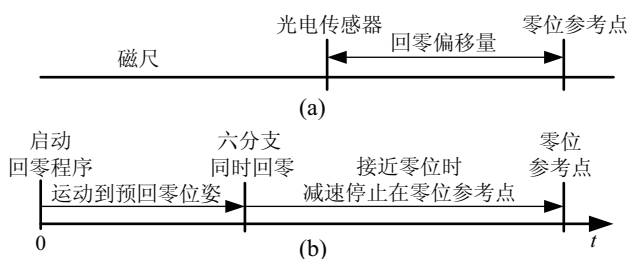 光电传感器
零位参考点
回零偏移量
磁尺
(a)
启动
回零程序
六分支
同时回零
接近零位时
零位
参考点
运动到预回零位姿
减速停止在零位参考点
0
t
(b)